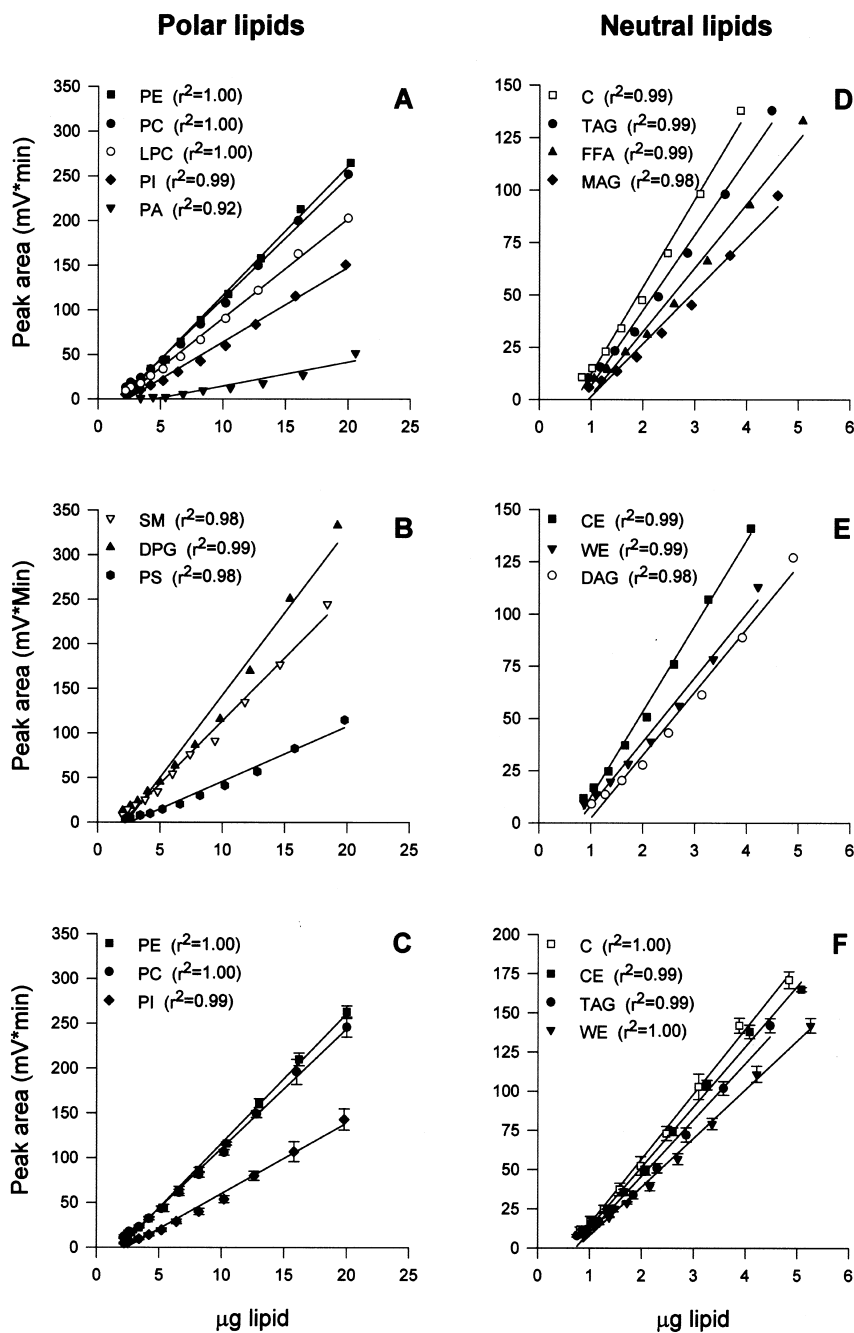 Polar lipids
Neutral lipids
A
PE (r²=1.00)
PC (r²=1.00)
LPC (r²=1.00)
PI (r²=0.99)
PA (r²=0.92)
Peak area (mV*min)
350
300
250
200
150
100
50
0
0 5 10 15 20 25
D
C (r²=0.99)
TAG (r²=0.99)
FFA (r²=0.99)
MAG (r²=0.98)
150
125
100
75
50
25
0
0 1 2 3 4 5 6
B
SM (r²=0.98)
DPG (r²=0.99)
PS (r²=0.98)
Peak area (mV*Min)
350
300
250
200
150
100
50
0
0 5 10 15 20 25
E
CE (r²=0.99)
WE (r²=0.99)
DAG (r²=0.98)
150
125
100
75
50
25
0
0 1 2 3 4 5 6
C
PE (r²=1.00)
PC (r²=1.00)
PI (r²=0.99)
Peak area (mV*min)
350
300
250
200
150
100
50
0
0 5 10 15 20 25
µg lipid
F
C (r²=1.00)
CE (r²=0.99)
TAG (r²=0.99)
WE (r²=1.00)
200
175
150
125
100
75
50
25
0
0 1 2 3 4 5 6
µg lipid